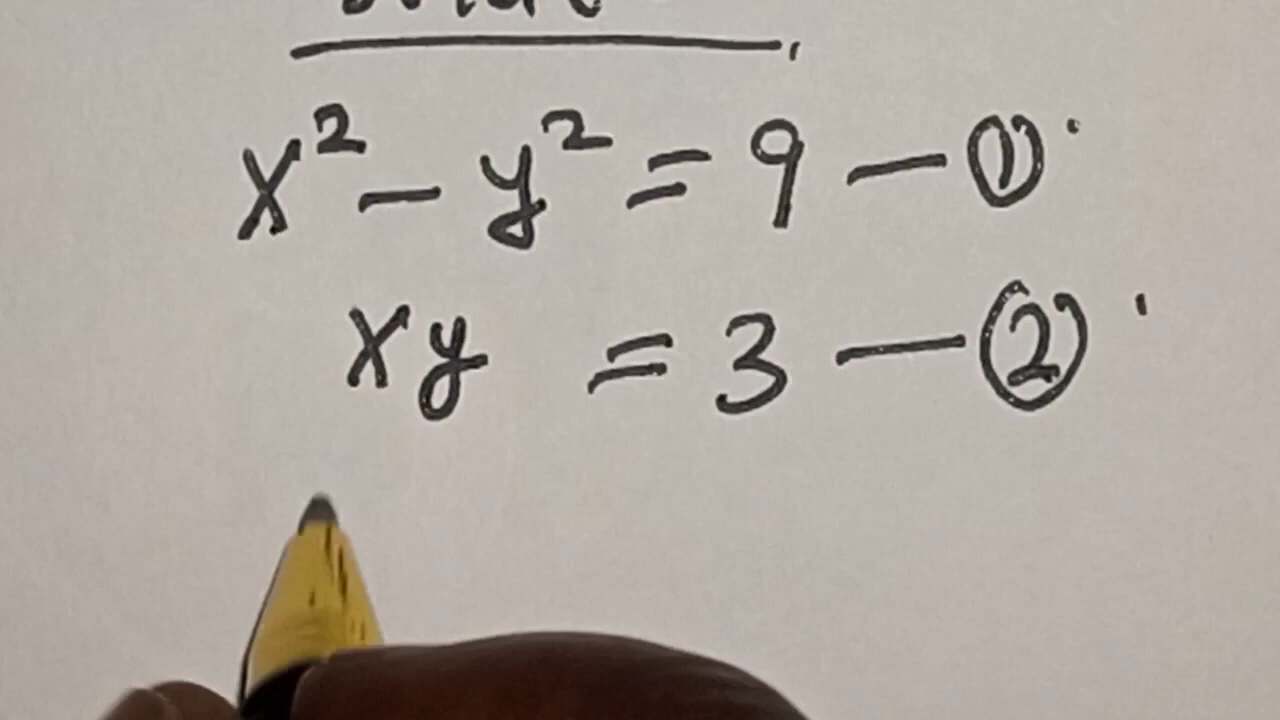 x² - y² = 9 — ①
xy = 3 — ②